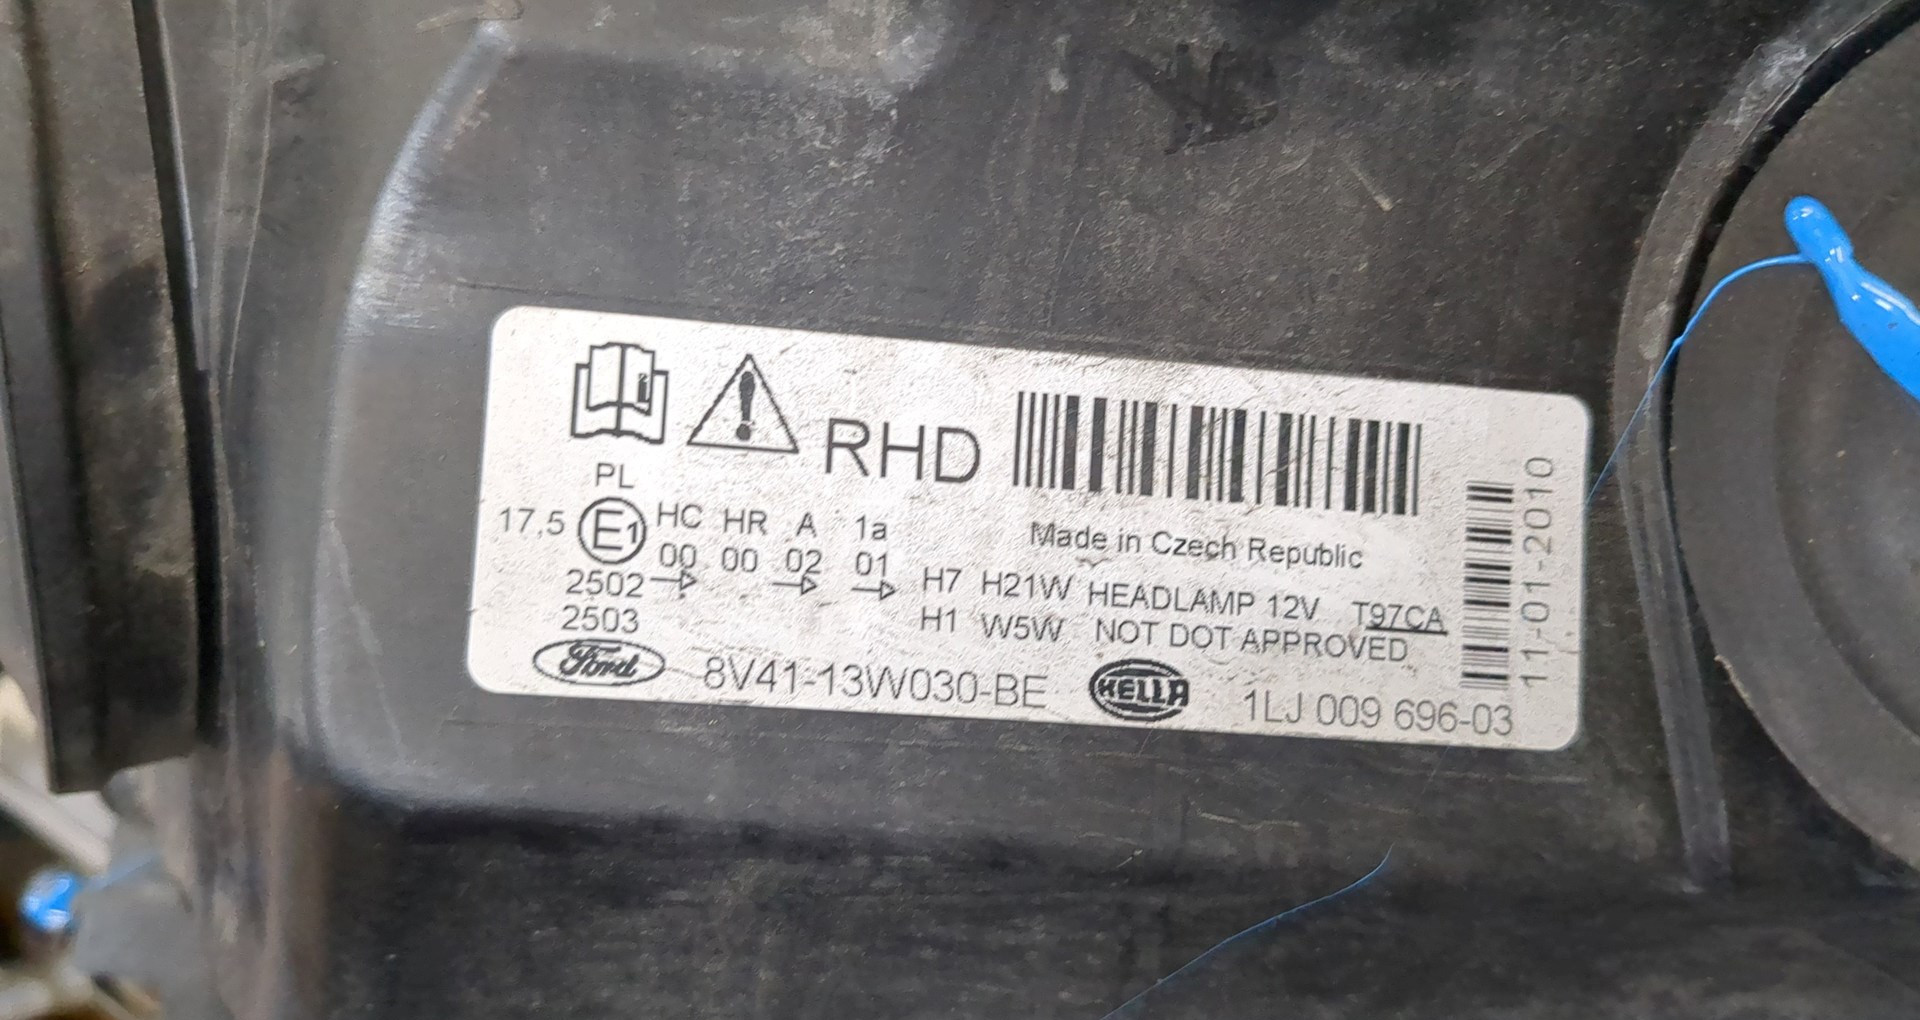 RHD
PL
17,5 E1 HC HR A 1a
00 00 02 01
2502
2503
Made in Czech Republic
H7 H21W HEADLAMP 12V T97CA
H1 W5W NOT DOT APPROVED
Ford 8V41-13W030-BE HELLA 1LJ 009 696-03
11-01-2010